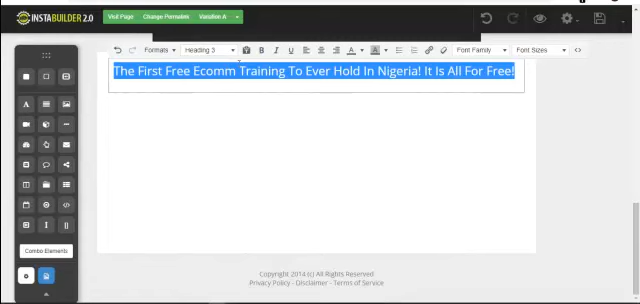 INSTABUILDER 2.0 Visit Page Change Permalink Variation A
Formats Heading 3 B I U A A Font Family Font Sizes <>
The First Free Ecomm Training To Ever Hold In Nigeria! It Is All For Free!
A
Combo Elements
Copyright 2014 (c) All Rights Reserved
Privacy Policy - Disclaimer - Terms of Service